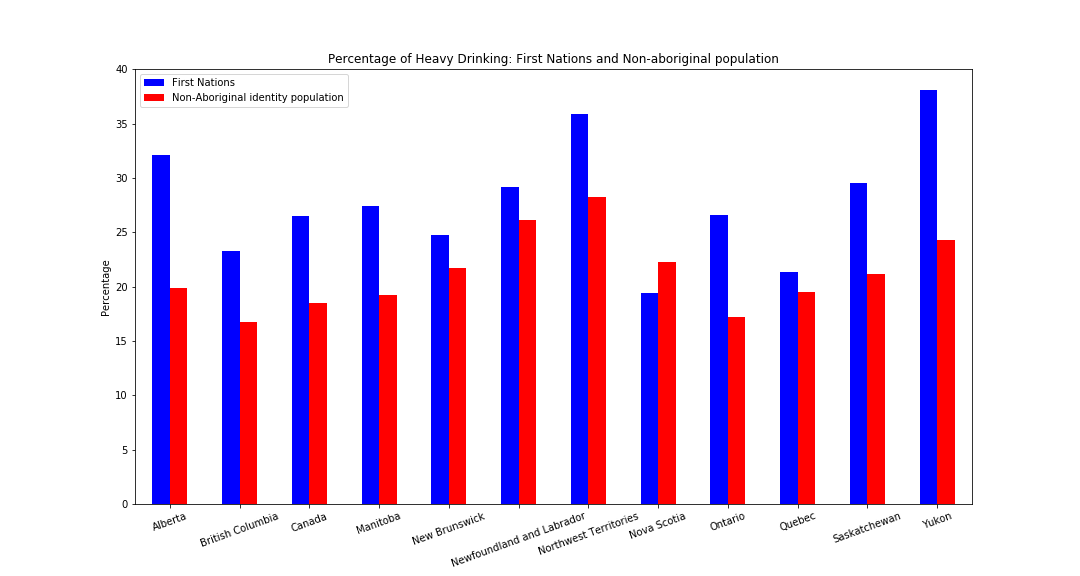 Percentage of Heavy Drinking: First Nations and Non-aboriginal population
40
First Nations
Non-Aboriginal identity population
35
30
25
20
15
10
5
0
Percentage
Alberta
British Columbia
Canada
Manitoba
New Brunswick
Newfoundland and Labrador
Northwest Territories
Nova Scotia
Ontario
Quebec
Saskatchewan
Yukon